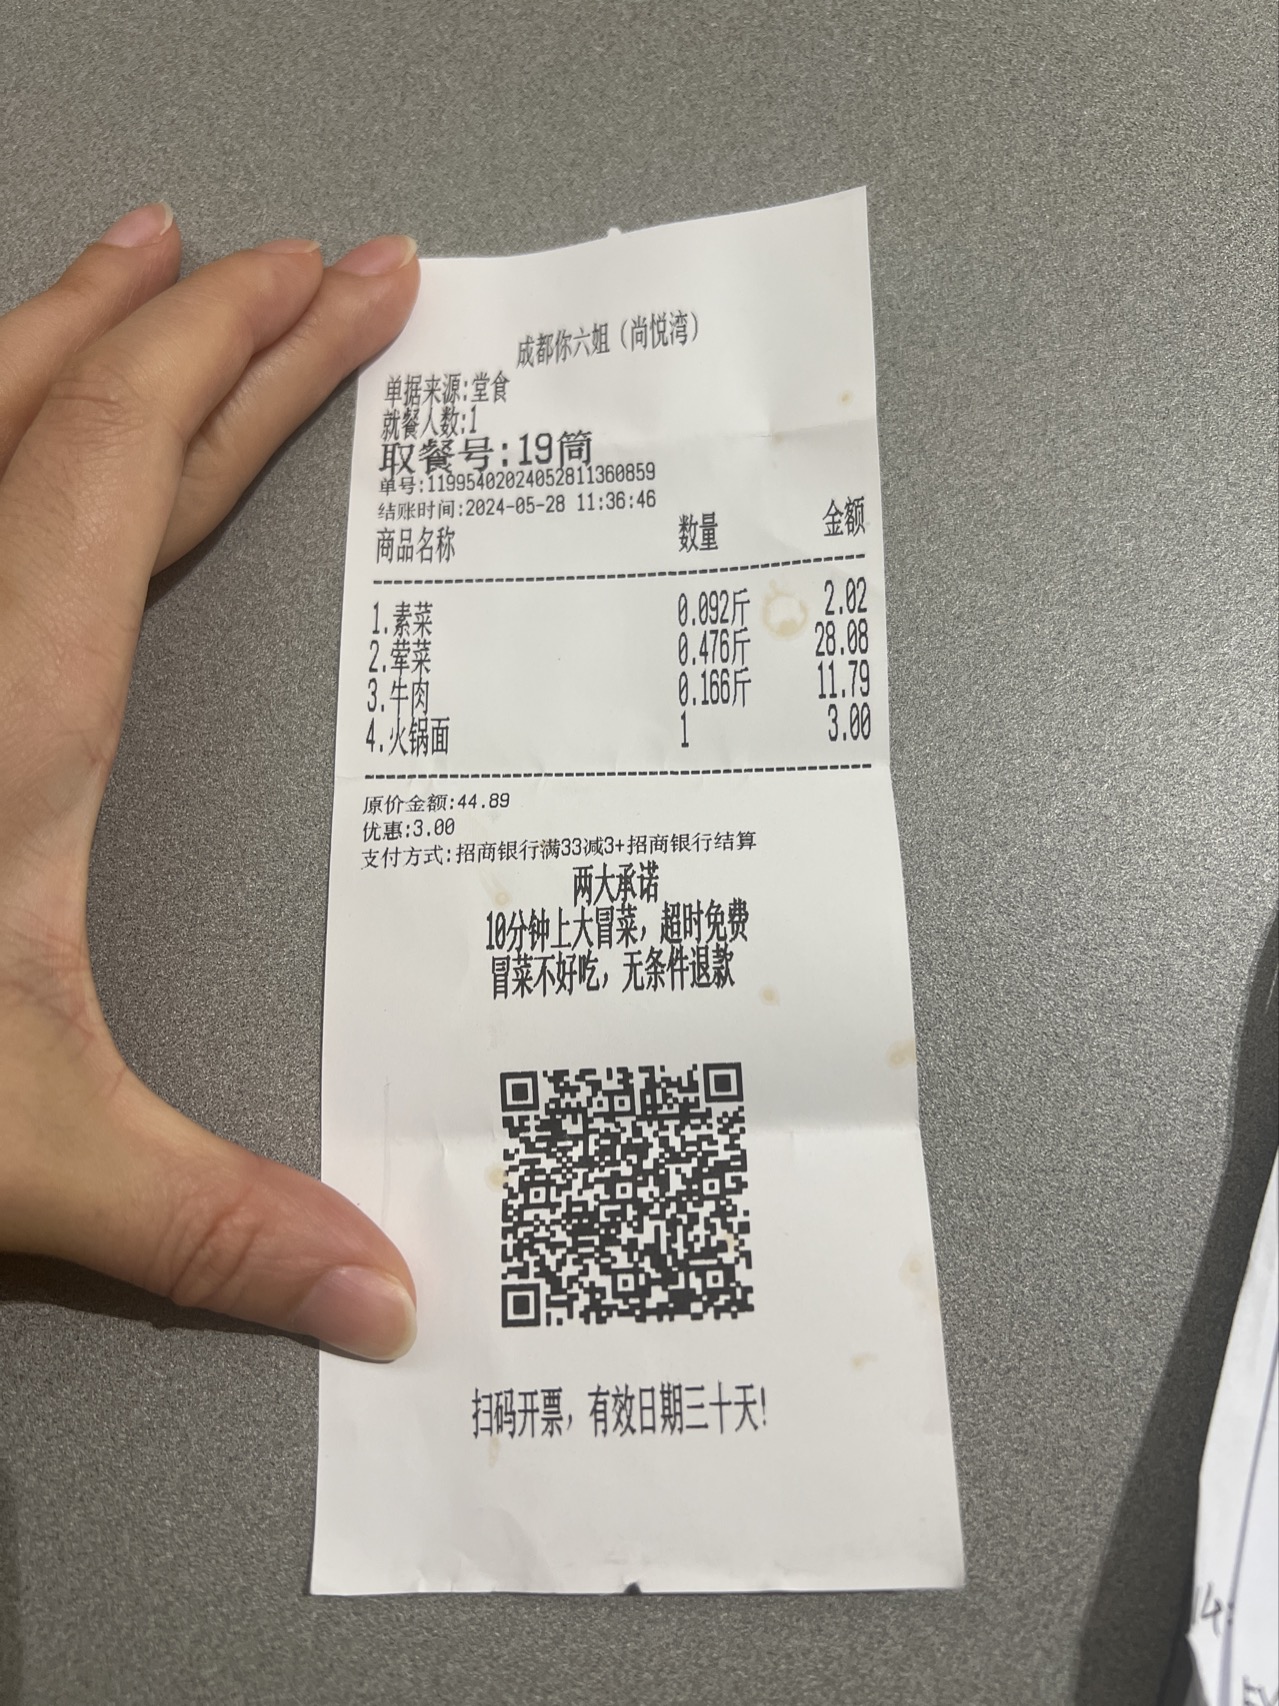 成都你六姐（尚悦湾）
单据来源:堂食
就餐人数:1
取餐号:19筒
单号:11995402024052811360859
结账时间:2024-05-28 11:36:46
商品名称 数量 金额
1.素菜 0.092斤 2.02
2.荤菜 0.476斤 28.08
3.牛肉 0.166斤 11.79
4.火锅面 1 3.00
原价金额:44.89
优惠:3.00
支付方式:招商银行满33减3+招商银行结算
两大承诺
10分钟上大冒菜，超时免费
冒菜不好吃，无条件退款
扫码开票，有效日期三十天!
14: